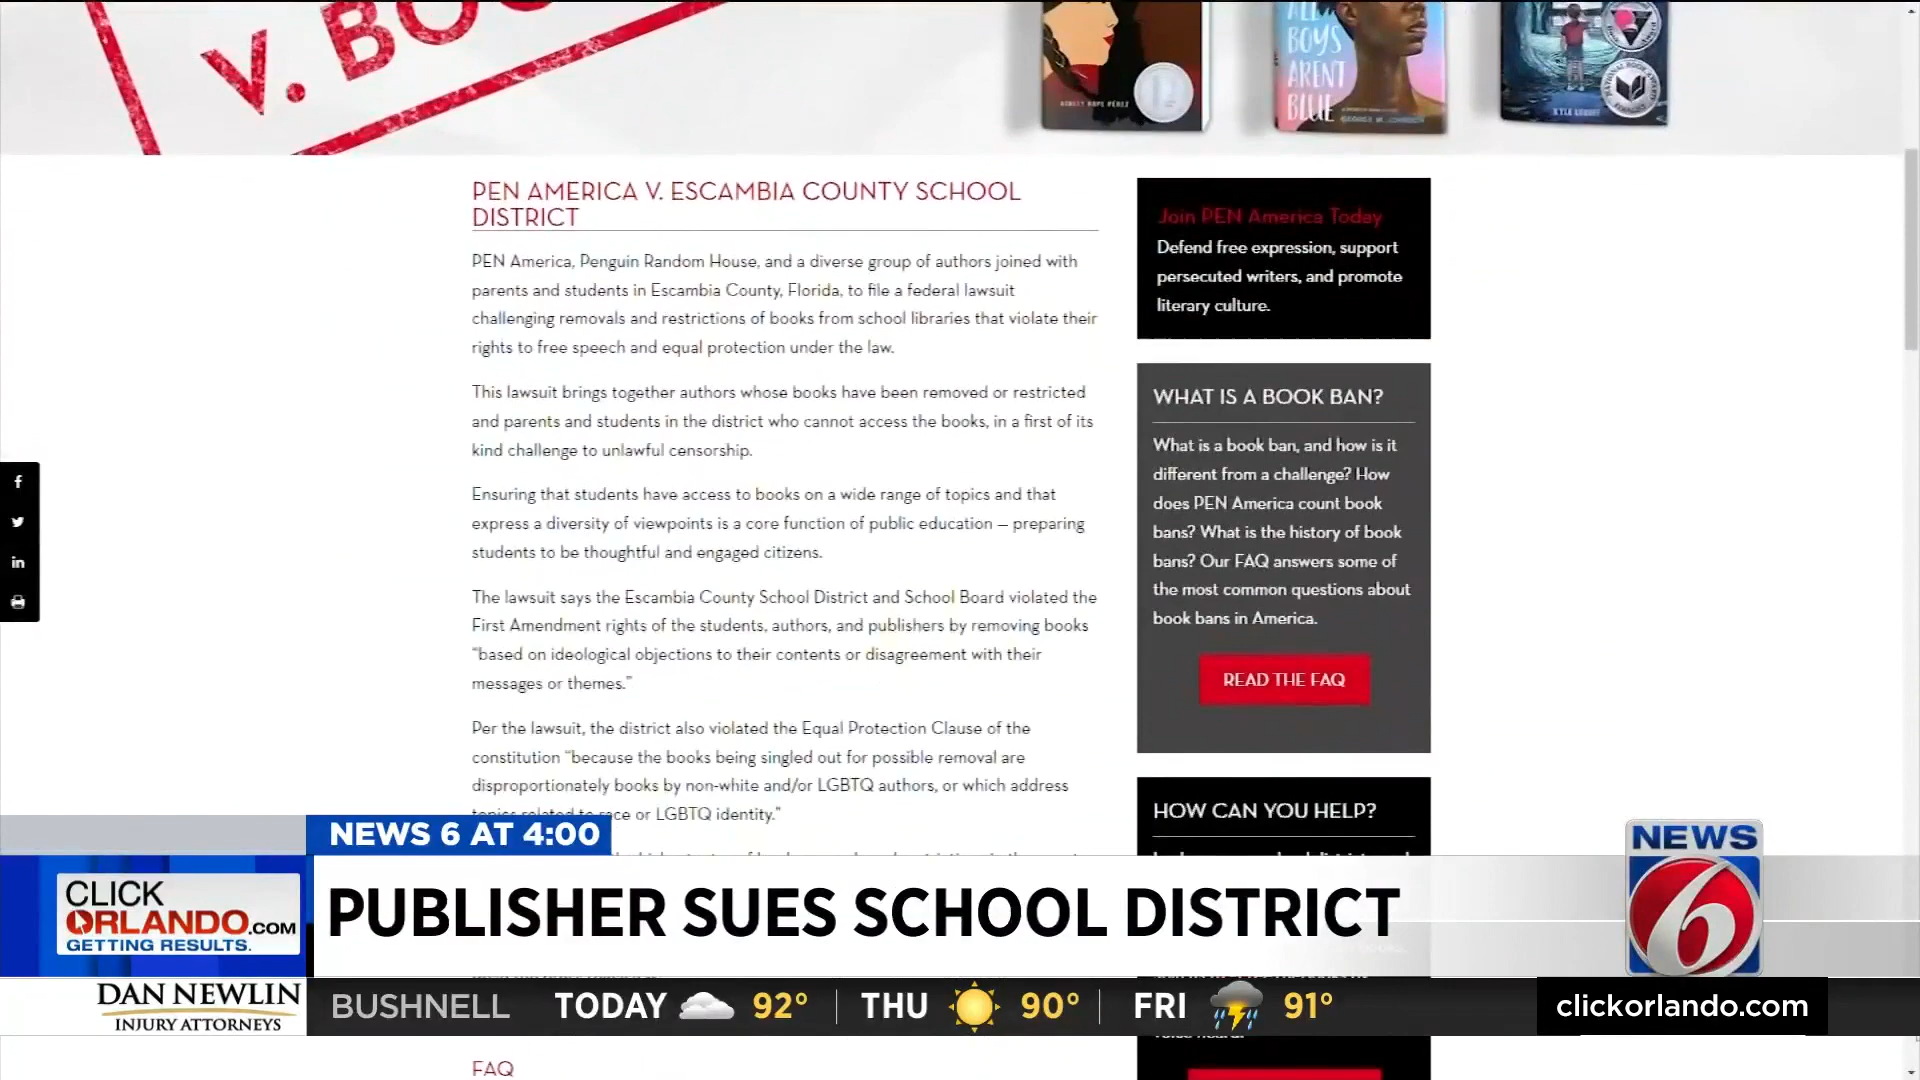 V. BO
ASHLEY HOPE PÉREZ
ALL
BOYS
AREN'T
BLUE
GEORGE M. JOHNSON
KYLE LUKOFF
PEN AMERICA V. ESCAMBIA COUNTY SCHOOL
DISTRICT
PEN America, Penguin Random House, and a diverse group of authors joined with
parents and students in Escambia County, Florida, to file a federal lawsuit
challenging removals and restrictions of books from school libraries that violate their
rights to free speech and equal protection under the law.
This lawsuit brings together authors whose books have been removed or restricted
and parents and students in the district who cannot access the books, in a first of its
kind challenge to unlawful censorship.
Ensuring that students have access to books on a wide range of topics and that
express a diversity of viewpoints is a core function of public education – preparing
students to be thoughtful and engaged citizens.
The lawsuit says the Escambia County School District and School Board violated the
First Amendment rights of the students, authors, and publishers by removing books
“based on ideological objections to their contents or disagreement with their
messages or themes.”
Per the lawsuit, the district also violated the Equal Protection Clause of the
constitution “because the books being singled out for possible removal are
disproportionately books by non-white and/or LGBTQ authors, or which address
topics related to race or LGBTQ identity.”
FAQ
Join PEN America Today
Defend free expression, support
persecuted writers, and promote
literary culture.
WHAT IS A BOOK BAN?
What is a book ban, and how is it
different from a challenge? How
does PEN America count book
bans? What is the history of book
bans? Our FAQ answers some of
the most common questions about
book bans in America.
READ THE FAQ
HOW CAN YOU HELP?
NEWS 6 AT 4:00
CLICK
ORLANDO.COM
GETTING RESULTS.
PUBLISHER SUES SCHOOL DISTRICT
NEWS
6
DAN NEWLIN
INJURY ATTORNEYS
BUSHNELL TODAY 92° THU 90° FRI 91°
clickorlando.com